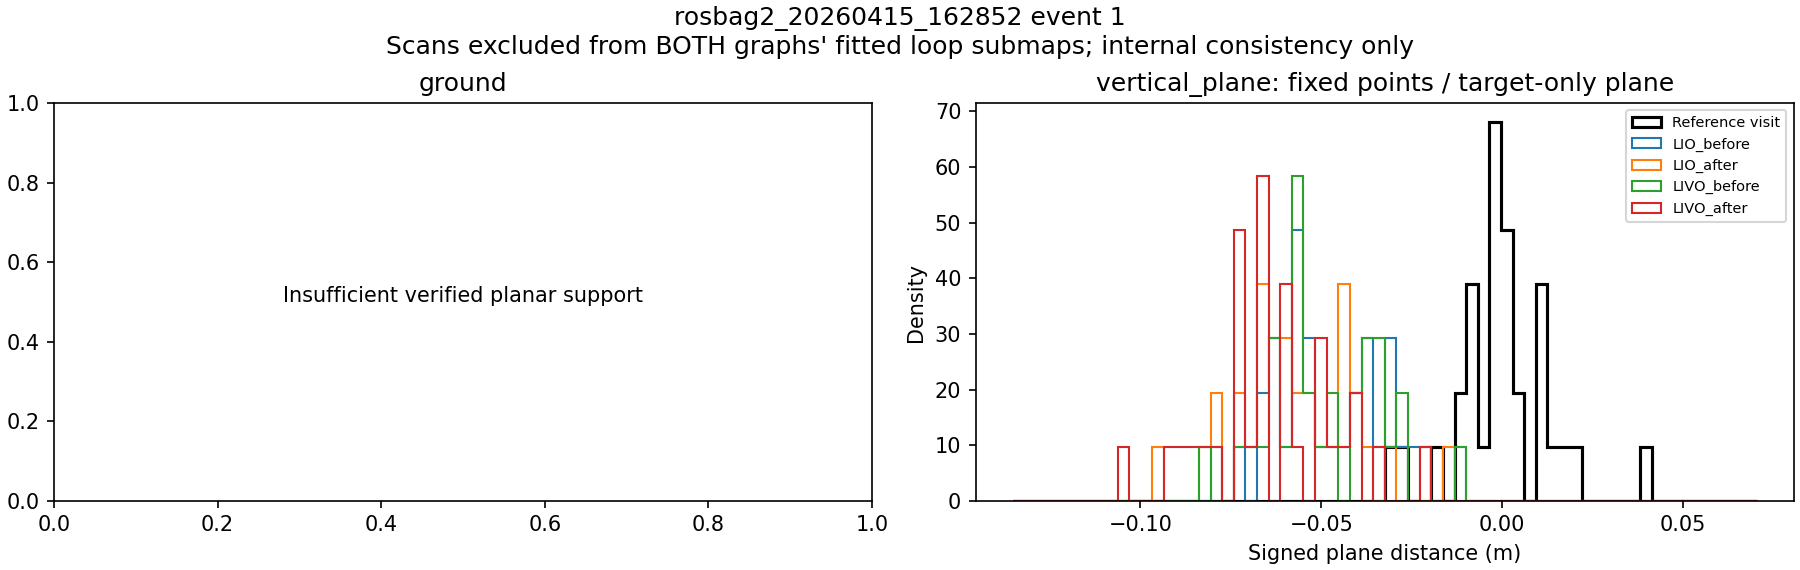 rosbag2_20260415_162852 event 1
Scans excluded from BOTH graphs' fitted loop submaps; internal consistency only
ground
1.0
0.8
0.6
0.4
0.2
0.0
Insufficient verified planar support
0.0 0.2 0.4 0.6 0.8 1.0
vertical_plane: fixed points / target-only plane
70
60
50
40
30
20
10
0
Density
Reference visit
LIO_before
LIO_after
LIVO_before
LIVO_after
−0.10 −0.05 0.00 0.05
Signed plane distance (m)